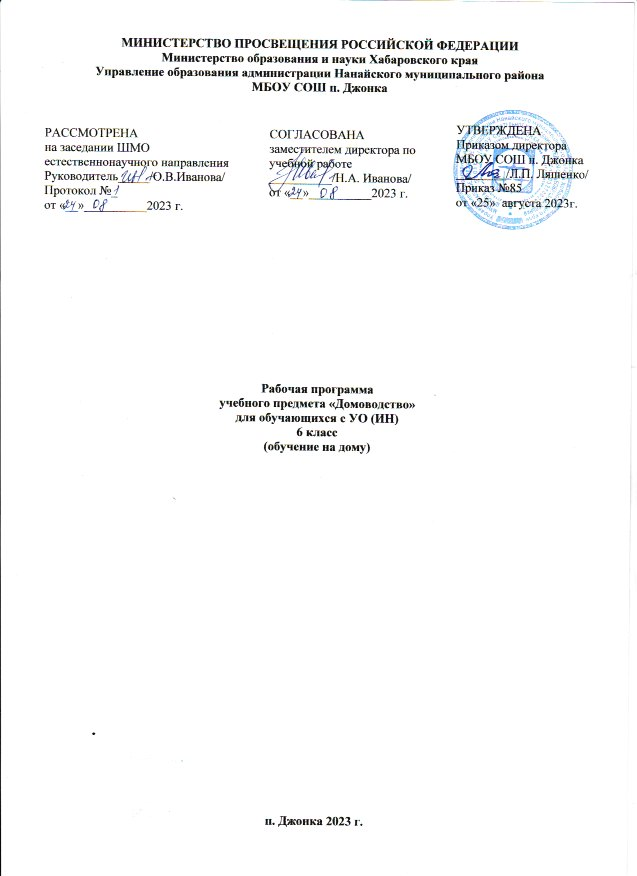 МИНИСТЕРСТВО ПРОСВЕЩЕНИЯ РОССИЙСКОЙ ФЕДЕРАЦИИ
Министерство образования и науки Хабаровского края
Управление образования администрации Нанайского муниципального района
МБОУ СОШ п. Джонка
РАССМОТРЕНА
на заседании ШМО
естественнонаучного направления
Руководитель /Ю.В.Иванова/
Протокол № 1
от «24» 08 2023 г.
СОГЛАСОВАНА
заместителем директора по
учебной работе
/Н.А. Иванова/
от «24» 08 2023 г.
УТВЕРЖДЕНА
Приказом директора
МБОУ СОШ п. Джонка
/Л.П. Ляшенко/
Приказ №85
от «25» августа 2023г.
Рабочая программа
учебного предмета «Домоводство»
для обучающихся с УО (ИН)
6 класс
(обучение на дому)
п. Джонка 2023 г.